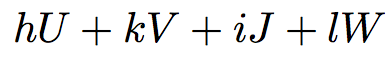 hU + kV + iJ + lW